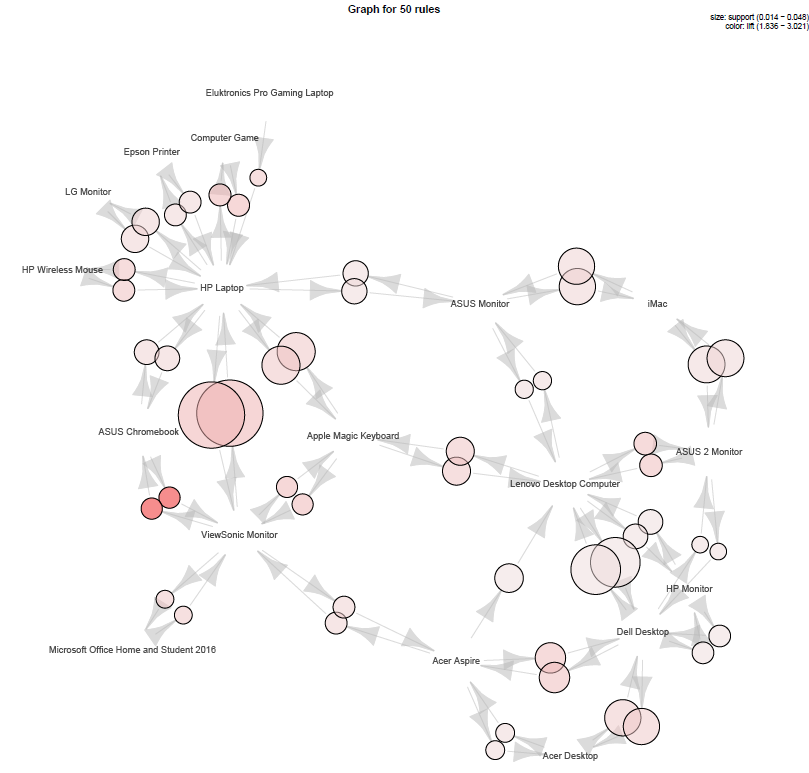 Graph for 50 rules
size: support (0.014 − 0.048)
color: lift (1.836 − 3.021)
Eluktronics Pro Gaming Laptop
Computer Game
Epson Printer
LG Monitor
HP Wireless Mouse
HP Laptop
ASUS Monitor
iMac
ASUS Chromebook
Apple Magic Keyboard
ASUS 2 Monitor
Lenovo Desktop Computer
ViewSonic Monitor
HP Monitor
Dell Desktop
Microsoft Office Home and Student 2016
Acer Aspire
Acer Desktop